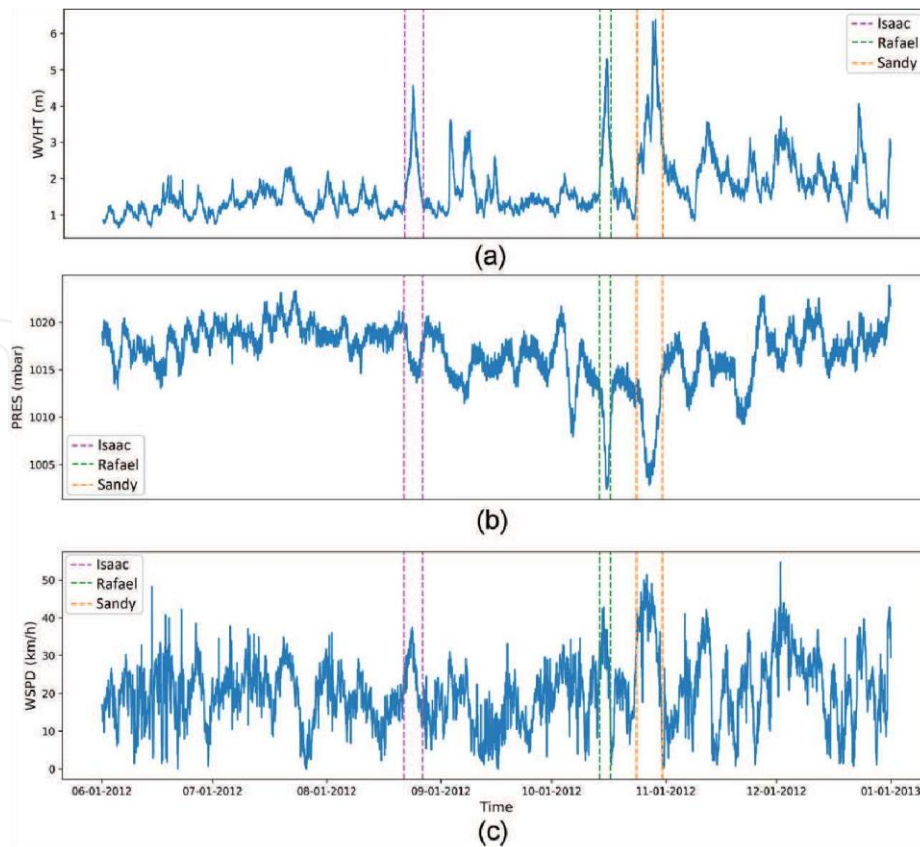 6
5
4
3
2
1
WVHT (m)
Isaac
Rafael
Sandy
(a)
1020
1015
1010
1005
PRES (mbar)
Isaac
Rafael
Sandy
(b)
50
40
30
20
10
0
WSPD (km/h)
Isaac
Rafael
Sandy
06-01-2012 07-01-2012 08-01-2012 09-01-2012 10-01-2012 11-01-2012 12-01-2012 01-01-2013
Time
(c)